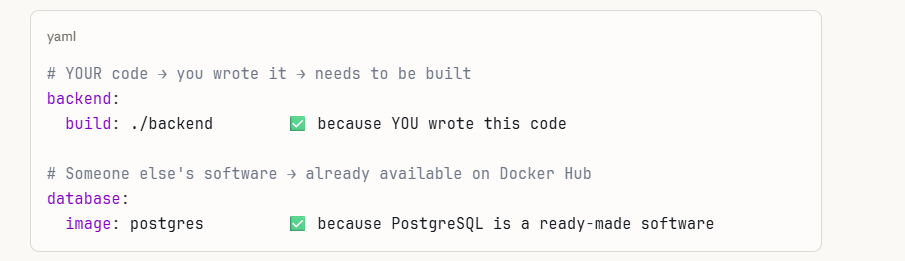 yaml
# YOUR code → you wrote it → needs to be built
backend:
  build: ./backend        ✅ because YOU wrote this code
# Someone else's software → already available on Docker Hub
database:
  image: postgres         ✅ because PostgreSQL is a ready-made software